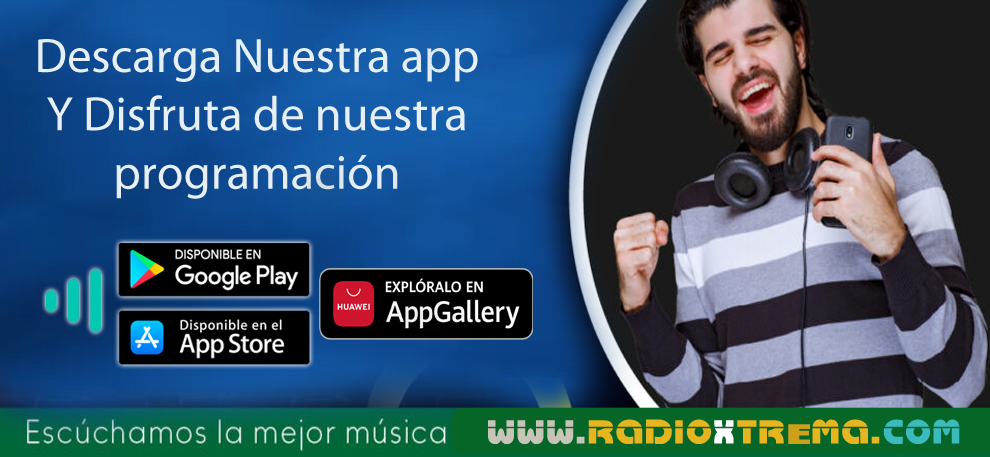 Descarga Nuestra app
Y Disfruta de nuestra
programación
DISPONIBLE EN
Google Play
Disponible en el
App Store
HUAWEI
EXPLÓRALO EN
AppGallery
Escúchamos la mejor música
WWW.RADIOXTREMA.COM